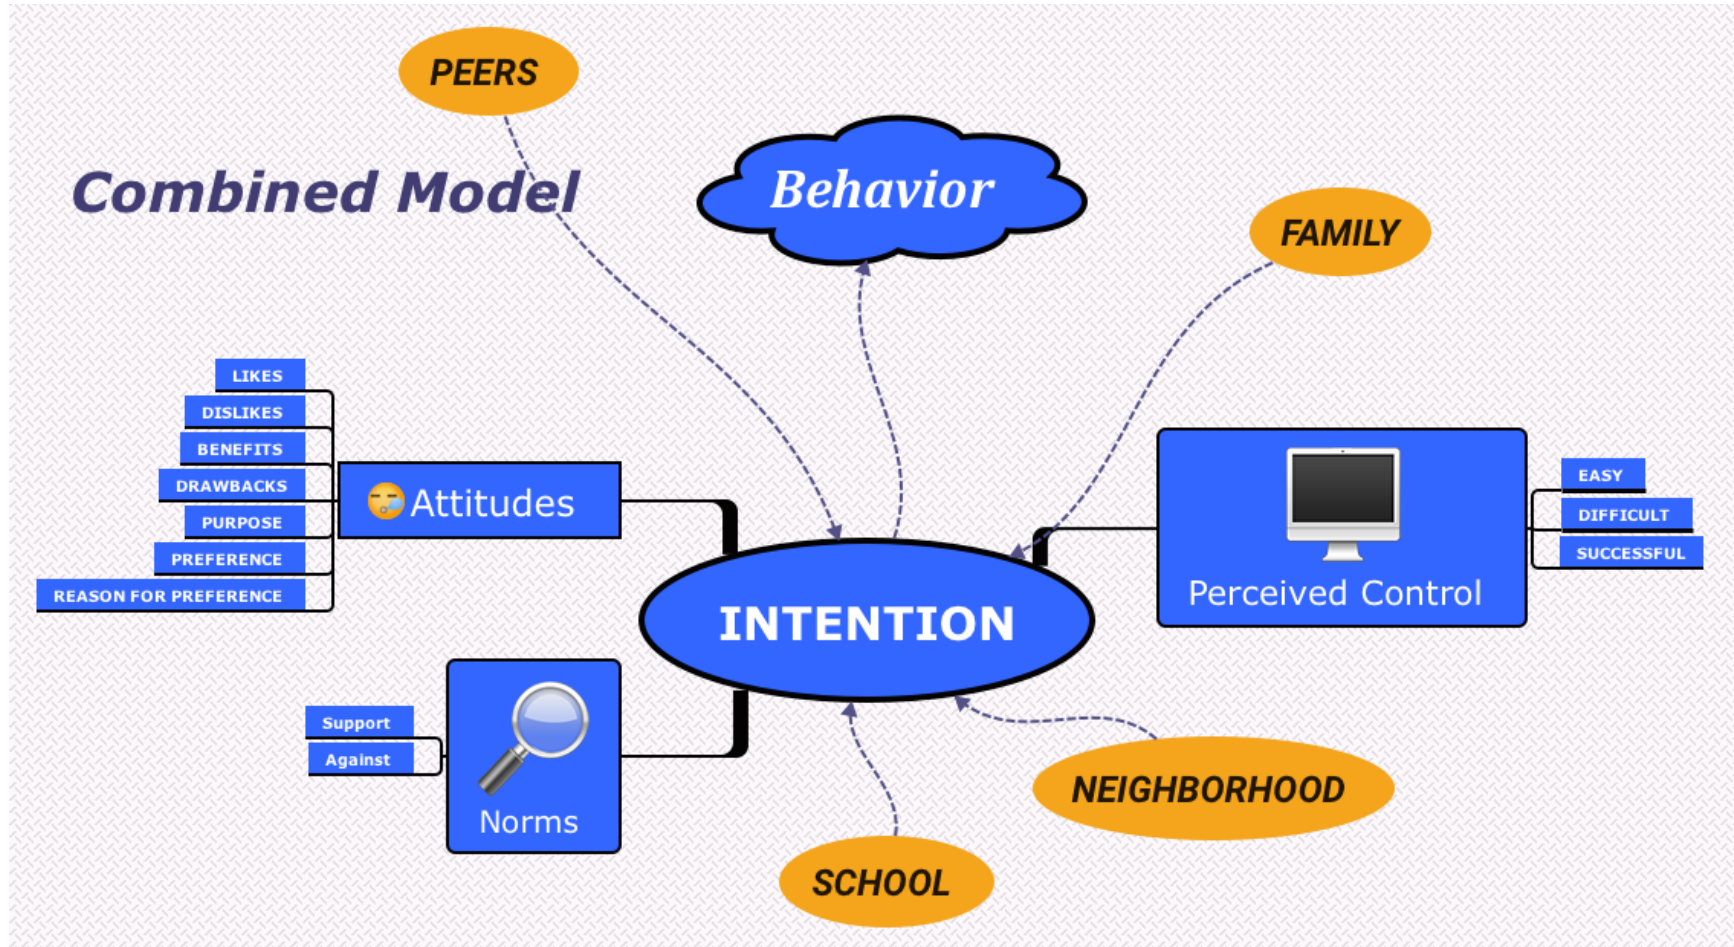 PEERS
Combined Model
Behavior
FAMILY
LIKES
DISLIKES
BENEFITS
DRAWBACKS
PURPOSE
PREFERENCE
REASON FOR PREFERENCE
Attitudes
EASY
DIFFICULT
SUCCESSFUL
Perceived Control
INTENTION
Support
Against
Norms
NEIGHBORHOOD
SCHOOL